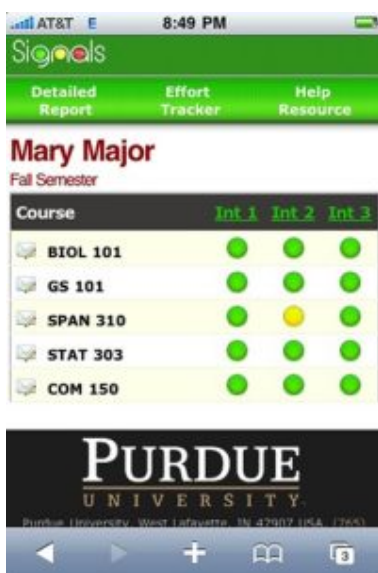 AT&T E 8:49 PM
Signals
Detailed Report Effort Tracker Help Resource
Mary Major
Fall Semester
Course Int 1 Int 2 Int 3
BIOL 101
GS 101
SPAN 310
STAT 303
COM 150
PURDUE
UNIVERSITY
Purdue University, West Lafayette, IN 47907 USA, (765)
3